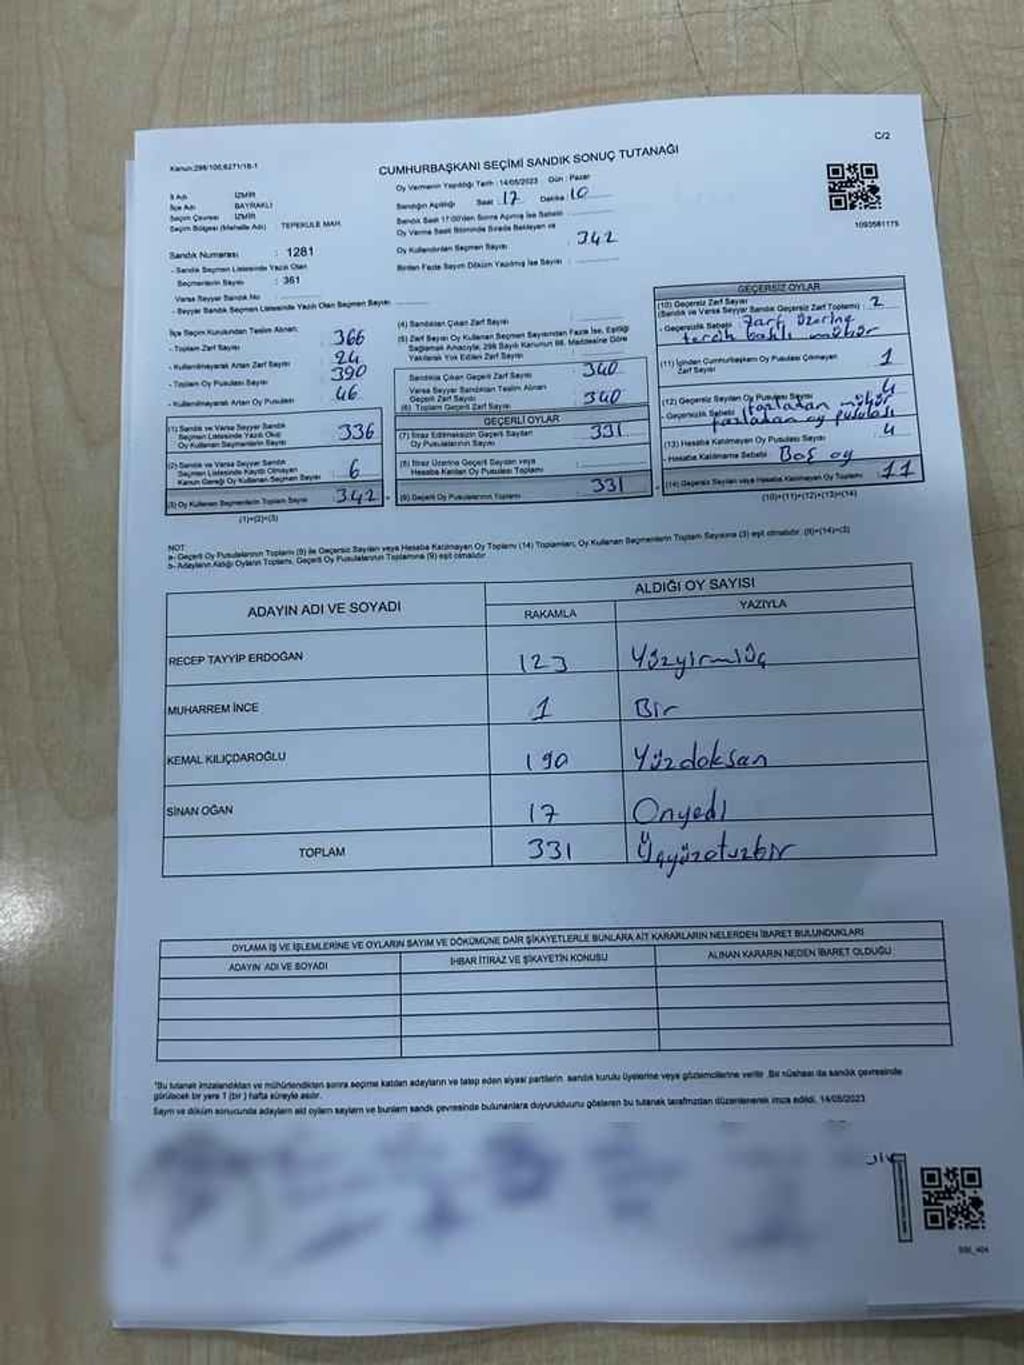 C/2
Kanun:298/100,6271/18-1
CUMHURBAŞKANI SEÇİMİ SANDIK SONUÇ TUTANAĞI
İl Adı İZMİR
İlçe Adı BAYRAKLI
Seçim Çevresi İZMİR
Seçim Bölgesi (Mahalle Adı) TEPEKULE MAH.
Sandık Numarası : 1281
- Sandık Seçmen Listesinde Yazılı Olan
Seçmenlerin Sayısı : 361
Varsa Seyyar Sandık No :
- Seyyar Sandık Seçmen Listesinde Yazılı Olan Seçmen Sayısı
Oy Vermenin Yapıldığı Tarih : 14/05/2023 Gün : Pazar
Sandığın Açıldığı Saat : 17 Dakika : 10
Sandık Saat 17:00'den Sonra Açılmış İse Sebebi
Oy Verme Saati Bitiminde Sırada Bekleyen ve
Oy Kullandırılan Seçmen Sayısı : 342
Birden Fazla Sayım Döküm Yapılmış İse Sayısı :
1093581175
İlçe Seçim Kurulundan Teslim Alınan
- Toplam Zarf Sayısı 366
- Kullanılmayarak Artan Zarf Sayısı 24
- Toplam Oy Pusulası Sayısı 390
- Kullanılmayarak Artan Oy Pusulası 46
(1) Sandık ve Varsa Seyyar Sandık
Seçmen Listesinde Yazılı Olup
Oy Kullanan Seçmenlerin Sayısı 336
(2) Sandık ve Varsa Seyyar Sandık
Seçmen Listesinde Kayıtlı Olmayan
Kanun Gereği Oy Kullanan Seçmen Sayısı 6
(3) Oy Kullanan Seçmenlerin Toplam Sayısı 342
(1)+(2)=(3)
(4) Sandıktan Çıkan Zarf Sayısı
(5) Zarf Sayısı Oy Kullanan Seçmen Sayısından Fazla İse, Eşitliği
Sağlamak Amacıyla, 298 Sayılı Kanunun 98. Maddesine Göre
Yakılarak Yok Edilen Zarf Sayısı
Sandıkta Çıkan Geçerli Zarf Sayısı 340
Varsa Seyyar Sandıktan Teslim Alınan
Geçerli Zarf Sayısı
(6) Toplam Geçerli Zarf Sayısı 340
GEÇERLİ OYLAR
(7) İtiraz Edilmeksizin Geçerli Sayılan
Oy Pusulasının Sayısı 331
(8) İtiraz Üzerine Geçerli Sayılan veya
Hesaba Katılan Oy Pusulası Toplamı
(9) Geçerli Oy Pusulalarının Toplamı 331
GEÇERSİZ OYLAR
(10) Geçersiz Zarf Sayısı
(Sandık ve Varsa Seyyar Sandık Geçersiz Zarf Toplamı) : 2
- Geçersizlik Sebebi Zarf üzerine
tercih baklı mühür
(11) İçinden Cumhurbaşkanı Oy Pusulası Çıkmayan
Zarf Sayısı 1
(12) Geçersiz Sayılan Oy Pusulası Sayısı 4
- Geçersizlik Sebebi fazladan mühür
fazladan oy pusulası
(13) Hesaba Katılmayan Oy Pusulası Sayısı 4
- Hesaba Katılmama Sebebi Boş oy
(14) Geçersiz Sayılan veya Hesaba Katılmayan Oy Toplamı 11
(10)+(11)+(12)+(13)=(14)
NOT:
a- Geçerli Oy Pusulalarının Toplamı (9) ile Geçersiz Sayılan veya Hesaba Katılmayan Oy Toplamı (14) Toplamları, Oy Kullanan Seçmenlerin Toplam Sayısına (3) eşit olmalıdır. (9)+(14)=(3)
b- Adayların Aldığı Oyların Toplamı, Geçerli Oy Pusulalarının Toplamına (9) eşit olmalıdır
ADAYIN ADI VE SOYADI ALDIĞI OY SAYISI
RAKAMLA YAZIYLA
RECEP TAYYİP ERDOĞAN 123 Yüzyirmiüç
MUHARREM İNCE 1 Bir
KEMAL KILIÇDAROĞLU 190 Yüzdoksan
SİNAN OĞAN 17 Onyedi
TOPLAM 331 Üçyüzotuzbir
OYLAMA İŞ VE İŞLEMLERİNE VE OYLARIN SAYIM VE DÖKÜMÜNE DAİR ŞİKAYETLERLE BUNLARA AİT KARARLARIN NELERDEN İBARET BULUNDUKLARI
ADAYIN ADI VE SOYADI İHBAR İTİRAZ VE ŞİKAYETİN KONUSU ALINAN KARARIN NEDEN İBARET OLDUĞU
"Bu tutanak imzalandıktan ve mühürlendikten sonra seçime katılan adayların ve talep eden siyasi partilerin sandık kurulu üyelerine veya gözlemcilerine verilir. Bir nüshası da sandık çevresinde
görülecek bir yere 1 (bir) hafta süreyle asılır.
Sayım ve döküm sonucunda adayların ald oyların sayıların ve bunların sandık çevresinde bulunanlara duyurulduunu gösteren bu tutanak tarafmızdan düzenlenerek imza edildi. 14/05/2023